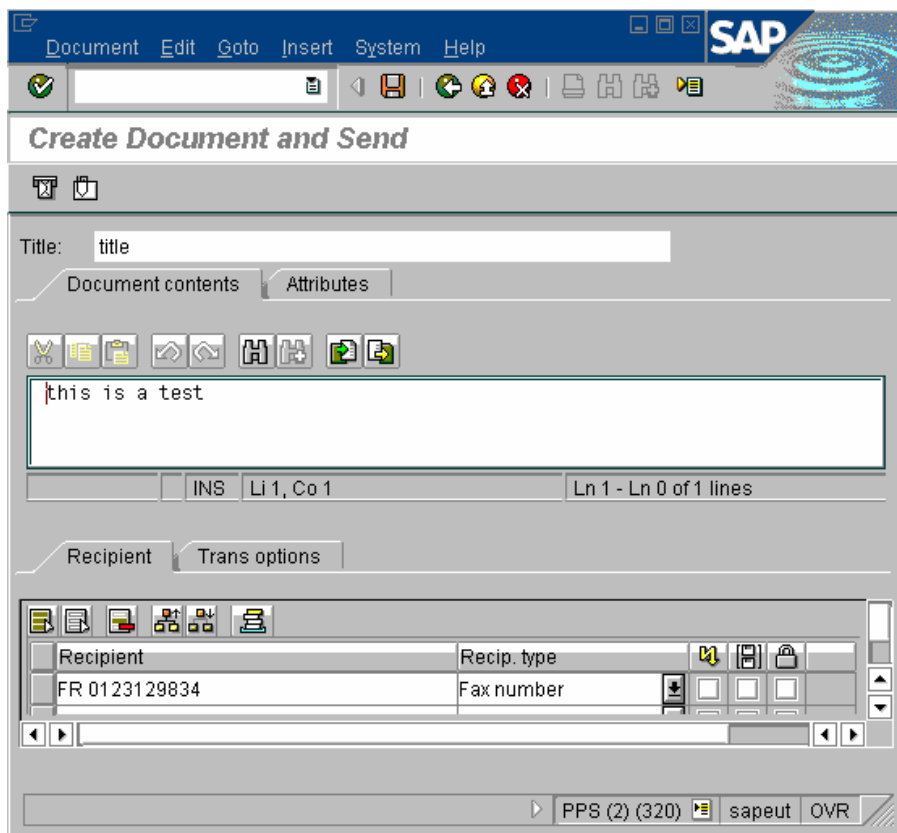 Document Edit Goto Insert System Help
SAP
Create Document and Send
Title: title
Document contents Attributes
this is a test
INS Li 1, Co 1 Ln 1 - Ln 0 of 1 lines
Recipient Trans options
Recipient Recip. type
FR 0123129834 Fax number
PPS (2) (320) sapeut OVR